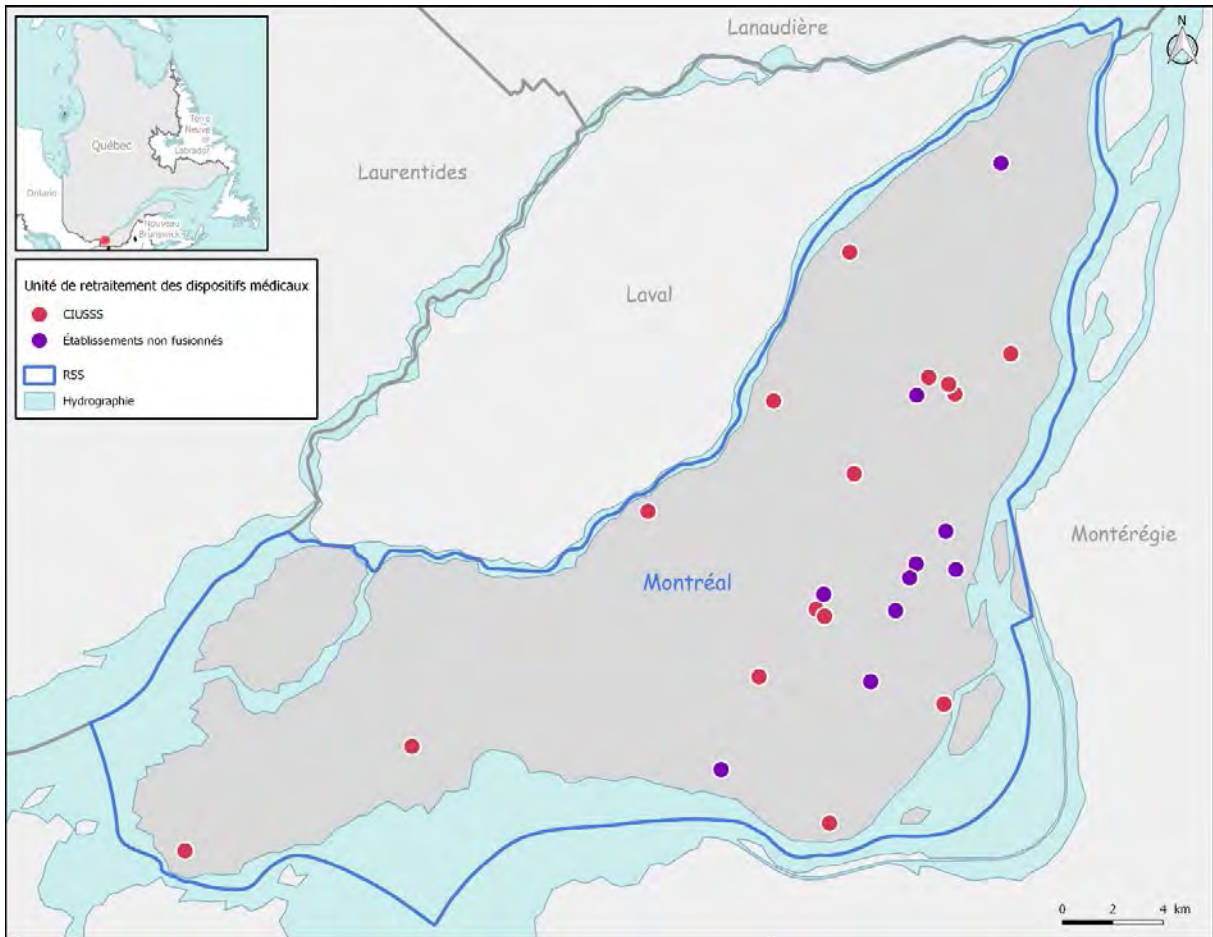 Lanaudière
N
Terre
Neuve
et
Labrador
Québec
Ontario
Nouveau
Brunswick
Laurentides
Laval
Unité de retraitement des dispositifs médicaux
CIUSSS
Établissements non fusionnés
RSS
Hydrographie
Montérégie
Montréal
0 2 4 km